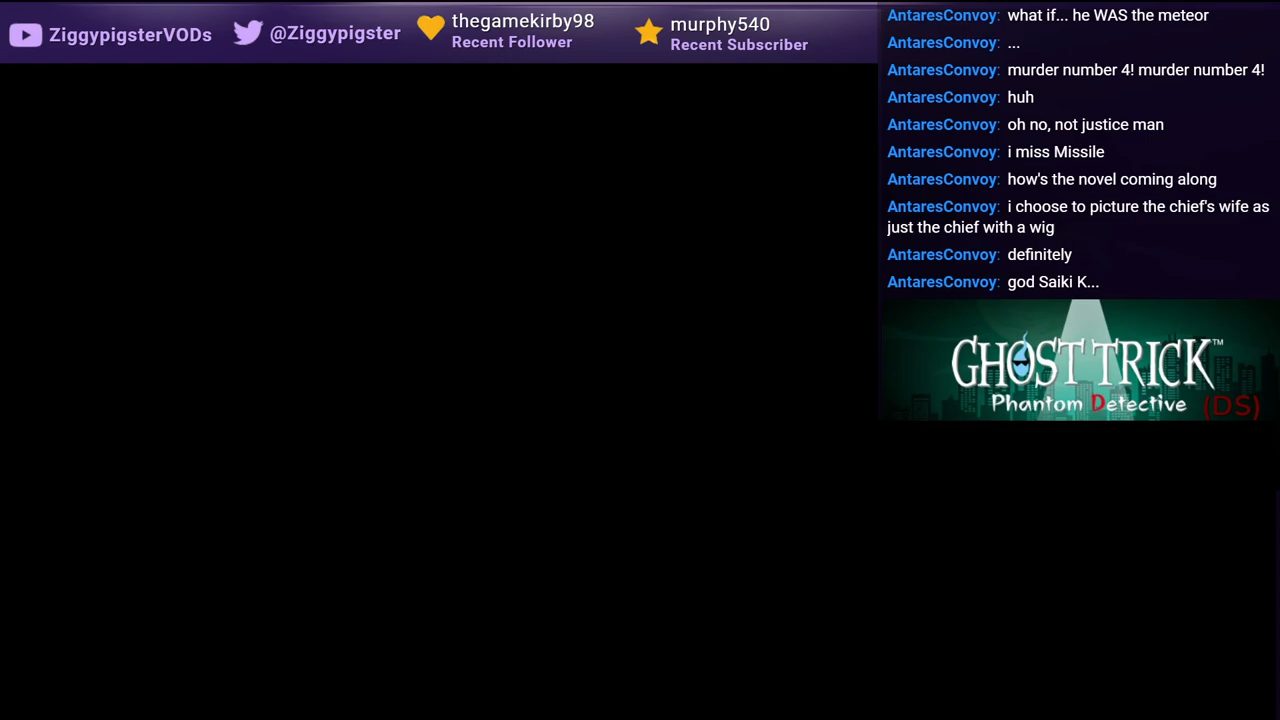 ZiggypigsterVODs
@Ziggypigster
thegamekirby98
Recent Follower
murphy540
Recent Subscriber
AntaresConvoy: what if... he WAS the meteor
AntaresConvoy: ...
AntaresConvoy: murder number 4! murder number 4!
AntaresConvoy: huh
AntaresConvoy: oh no, not justice man
AntaresConvoy: i miss Missile
AntaresConvoy: how's the novel coming along
AntaresConvoy: i choose to picture the chief's wife as
just the chief with a wig
AntaresConvoy: definitely
AntaresConvoy: god Saiki K...
GHOST TRICK™
Phantom Detective (DS)